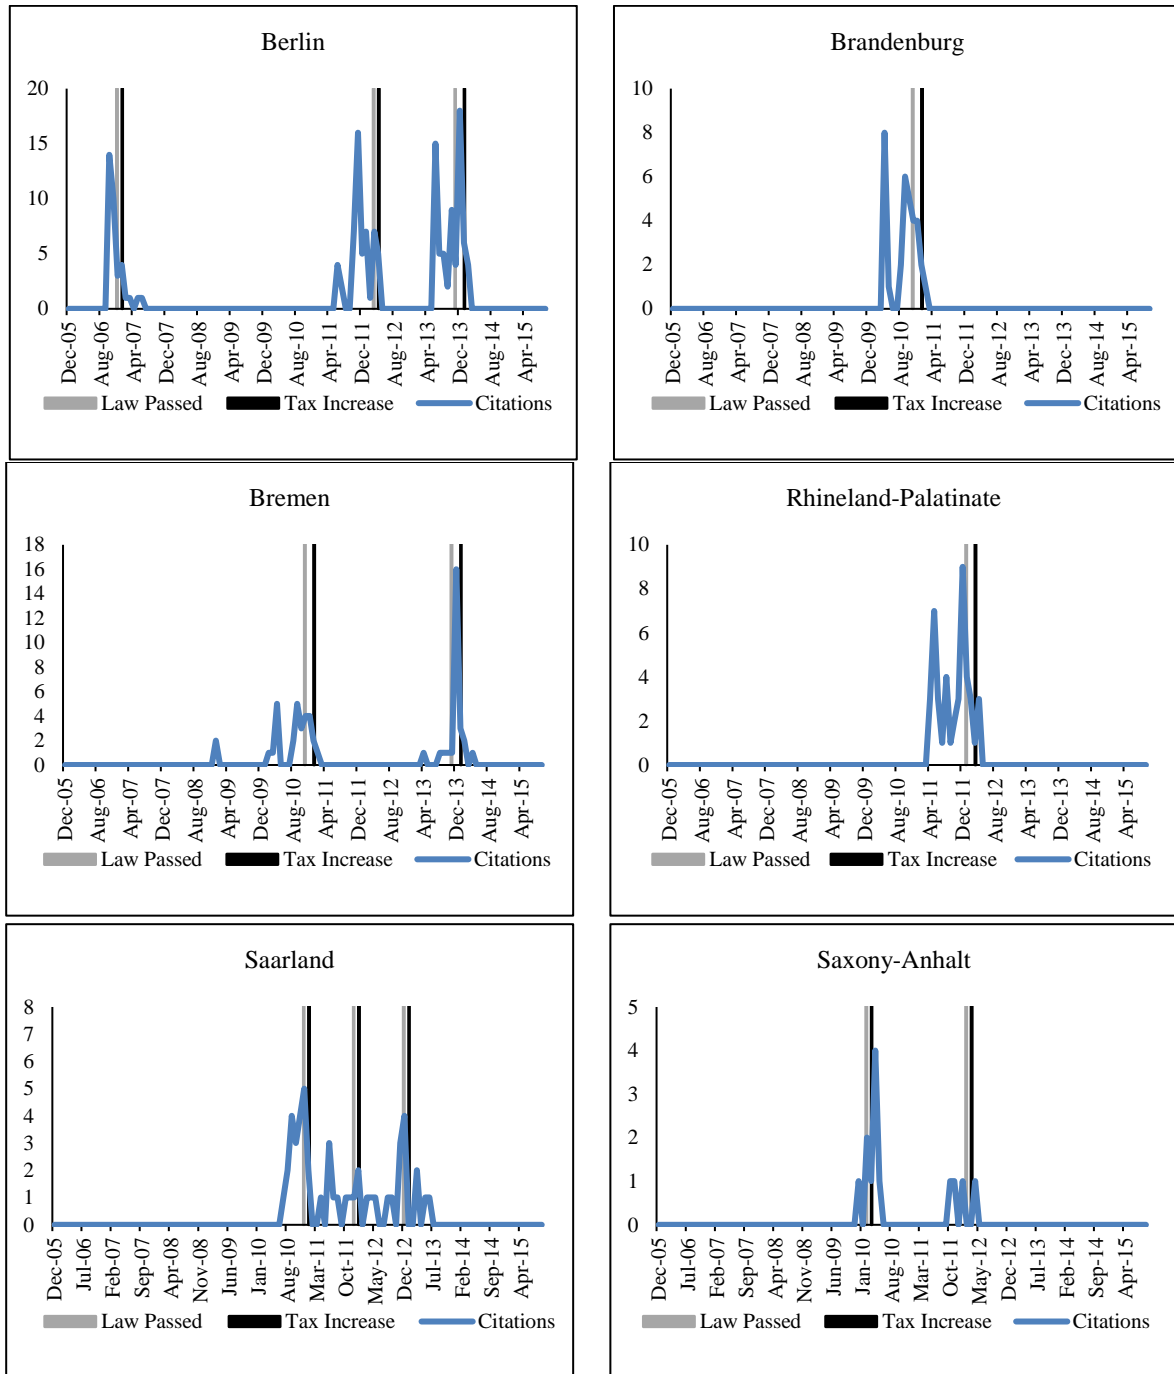 Berlin
20
15
10
5
0
Dec-05
Aug-06
Apr-07
Dec-07
Aug-08
Apr-09
Dec-09
Aug-10
Apr-11
Dec-11
Aug-12
Apr-13
Dec-13
Aug-14
Apr-15
Law Passed Tax Increase Citations
Brandenburg
10
8
6
4
2
0
Dec-05
Aug-06
Apr-07
Dec-07
Aug-08
Apr-09
Dec-09
Aug-10
Apr-11
Dec-11
Aug-12
Apr-13
Dec-13
Aug-14
Apr-15
Law Passed Tax Increase Citations
Bremen
18
16
14
12
10
8
6
4
2
0
Dec-05
Aug-06
Apr-07
Dec-07
Aug-08
Apr-09
Dec-09
Aug-10
Apr-11
Dec-11
Aug-12
Apr-13
Dec-13
Aug-14
Apr-15
Law Passed Tax Increase Citations
Rhineland-Palatinate
10
8
6
4
2
0
Dec-05
Aug-06
Apr-07
Dec-07
Aug-08
Apr-09
Dec-09
Aug-10
Apr-11
Dec-11
Aug-12
Apr-13
Dec-13
Aug-14
Apr-15
Law Passed Tax Increase Citations
Saarland
8
7
6
5
4
3
2
1
0
Dec-05
Jul-06
Feb-07
Sep-07
Apr-08
Nov-08
Jun-09
Jan-10
Aug-10
Mar-11
Oct-11
May-12
Dec-12
Jul-13
Feb-14
Sep-14
Apr-15
Law Passed Tax Increase Citations
Saxony-Anhalt
5
4
3
2
1
0
Dec-05
Jul-06
Feb-07
Sep-07
Apr-08
Nov-08
Jun-09
Jan-10
Aug-10
Mar-11
Oct-11
May-12
Dec-12
Jul-13
Feb-14
Sep-14
Apr-15
Law Passed Tax Increase Citations